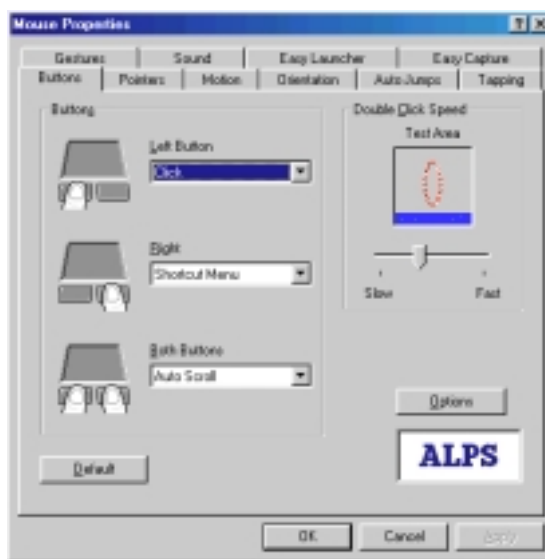 Mouse Properties
Gestures Sound Easy Launcher Easy Capture
Buttons Pointers Motion Orientation Auto Jumps Tapping
Buttons
Left Button
Click
Right
Shortcut Menu
Both Buttons
Auto Scroll
Default
Double Click Speed
Test Area
Slow Fast
Options
ALPS
OK Cancel Apply